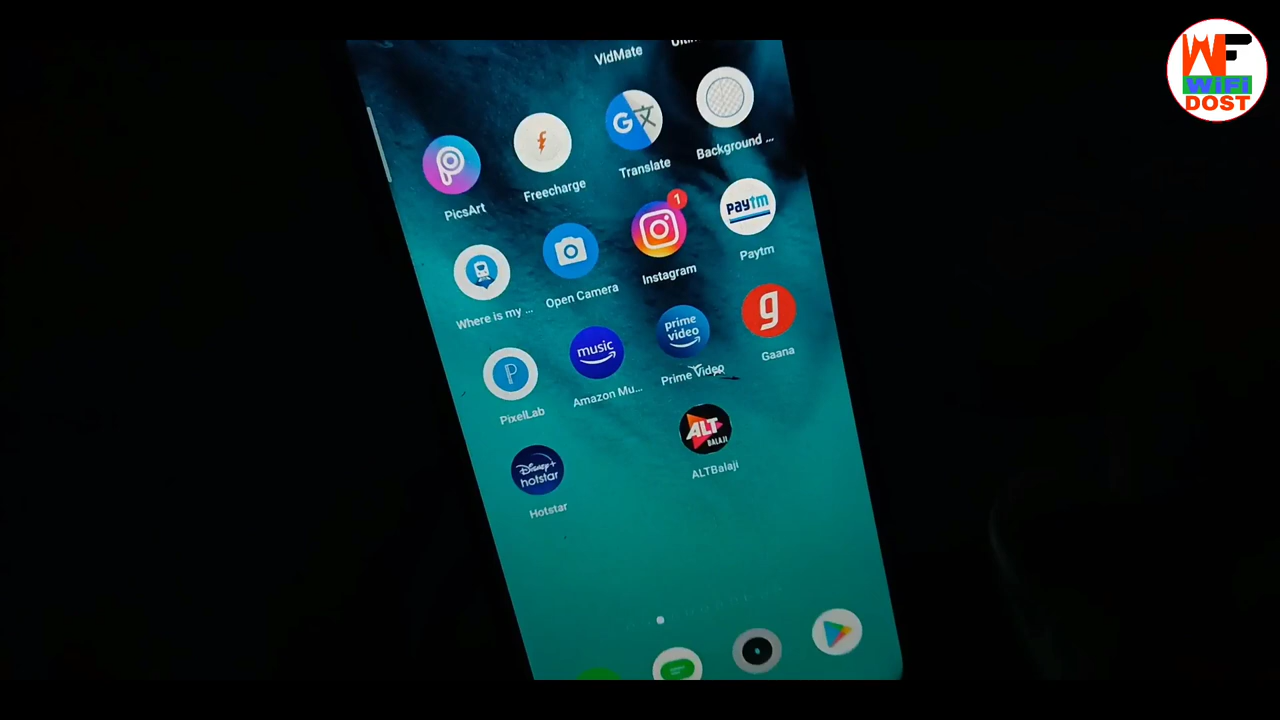 WF
WiFi
DOST
VidMate
PicsArt
Freecharge
Translate
Background ...
Where is my ...
Open Camera
1
Instagram
paytm
Paytm
PixelLab
music
Amazon Mu...
prime
video
Prime Video
g
Gaana
Disney+
hotstar
Hotstar
ALT
BALAJI
ALTBalaji